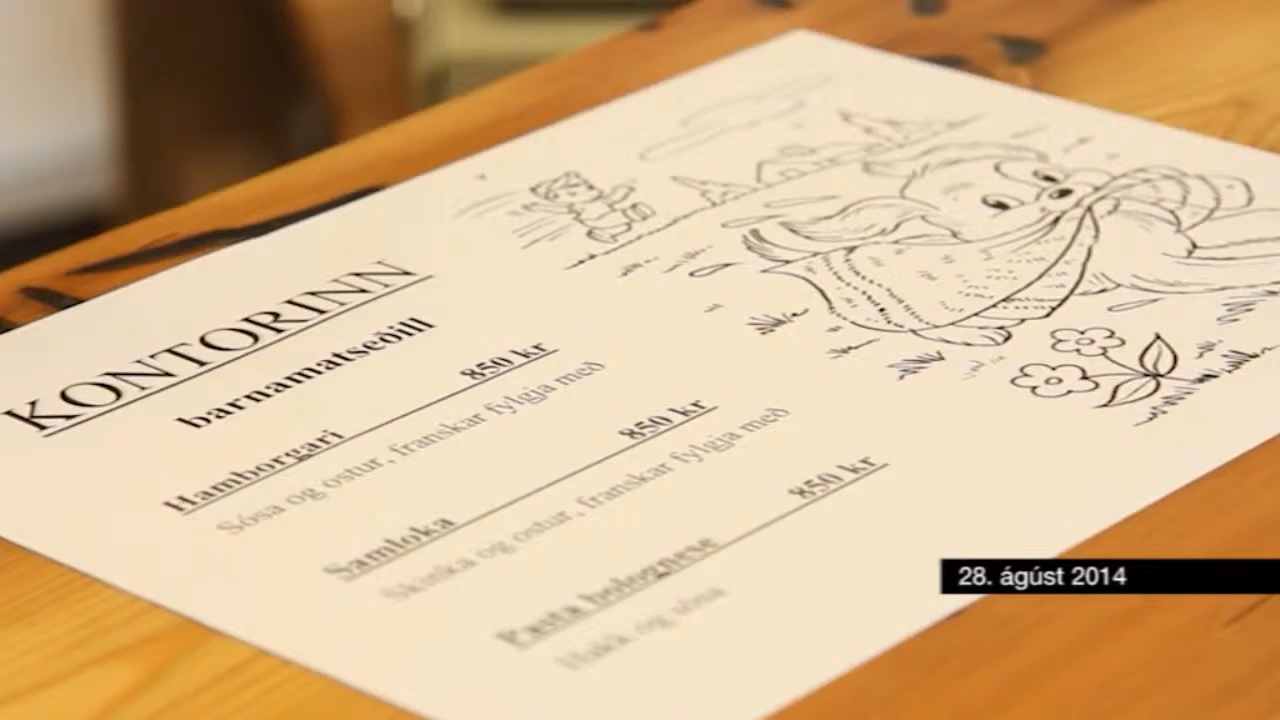 KONTORINN
barnamatseðill
Hamborgari 850 kr
Sósa og ostur, franskar fylgja með
Samloka 850 kr
Skinka og ostur, franskar fylgja með
Pasta bolognese 850 kr
Hakk og sósa
28. ágúst 2014